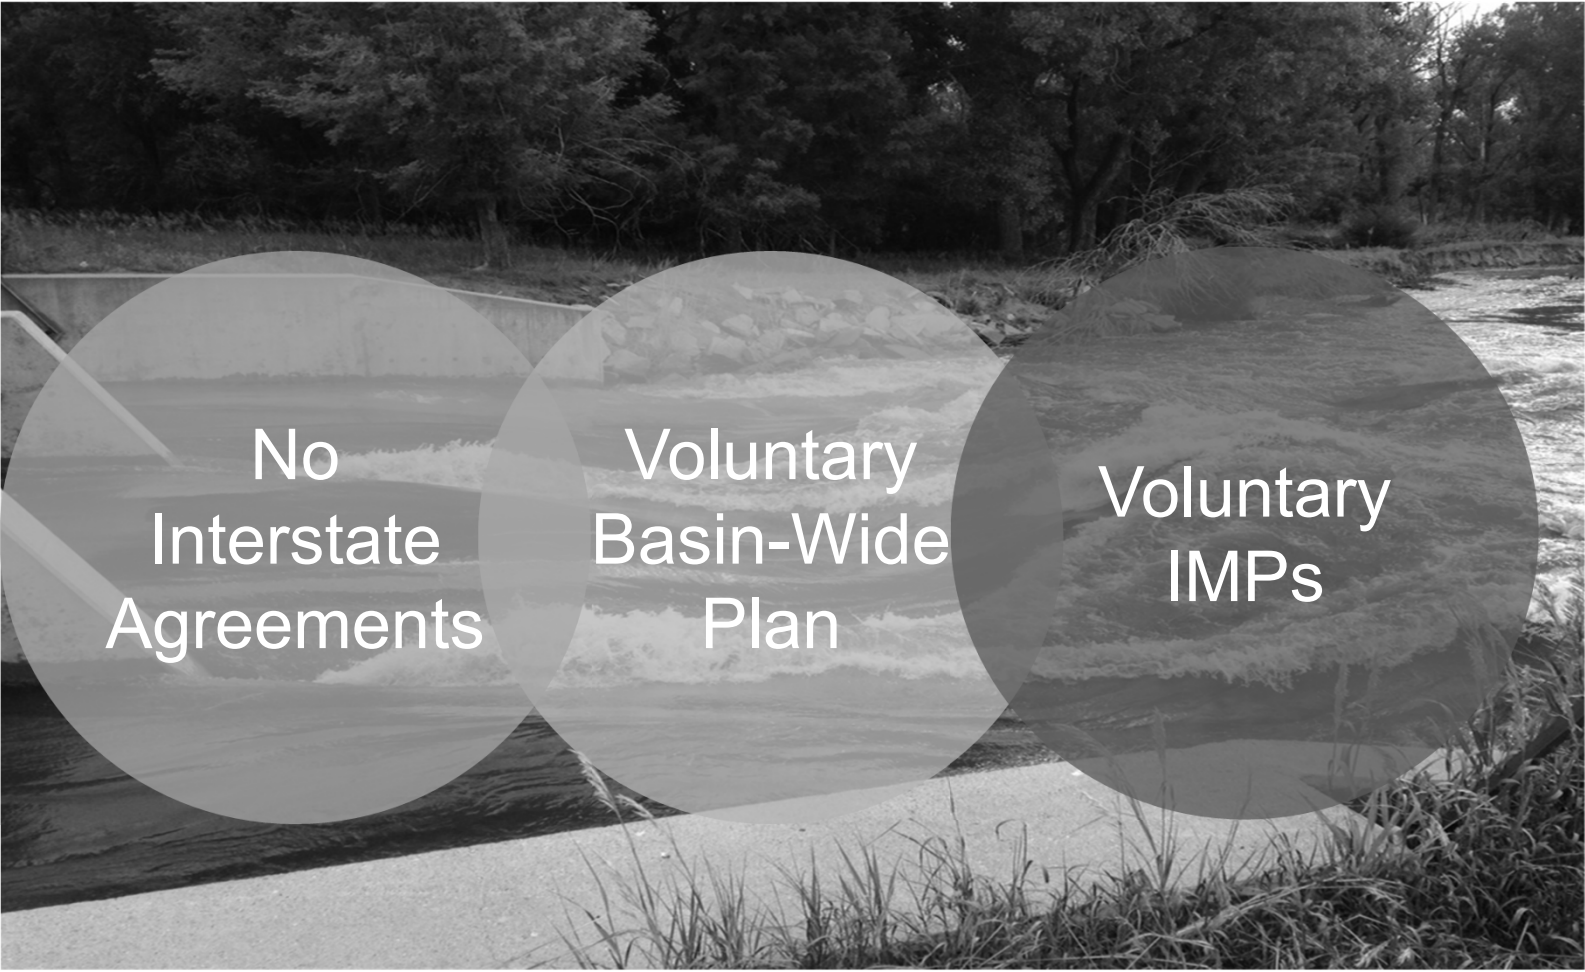 No
Interstate
Agreements
Voluntary
Basin-Wide
Plan
Voluntary
IMPs